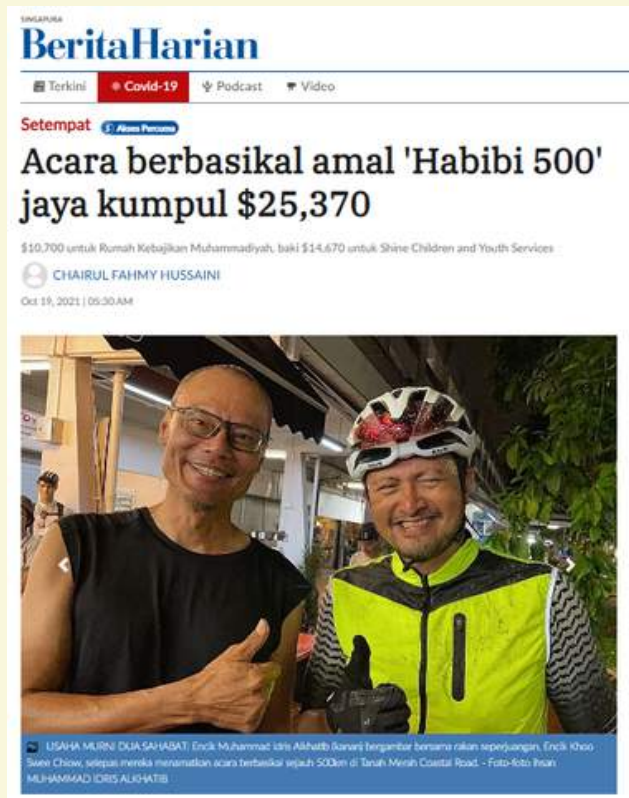 SINGAPURA
BeritaHarian
Terkini Covid-19 Podcast Video
Setempat Akses Percuma
Acara berbasikal amal 'Habibi 500'
jaya kumpul $25,370
$10,700 untuk Rumah Kebajikan Muhammadiyah, baki $14,670 untuk Shine Children and Youth Services
CHAIRUL FAHMY HUSSAINI
Oct 19, 2021 | 05:30 AM
USAHA MURNI DUA SAHABAT: Encik Muhammad Idris Alkhatib (kanan) bergambar bersama rakan seperjuangan, Encik Khoo
Swee Chiow, selepas mereka menamatkan acara berbasikal sejauh 500km di Tanah Merah Coastal Road. - Foto-foto ihsan
MUHAMMAD IDRIS ALKHATIB